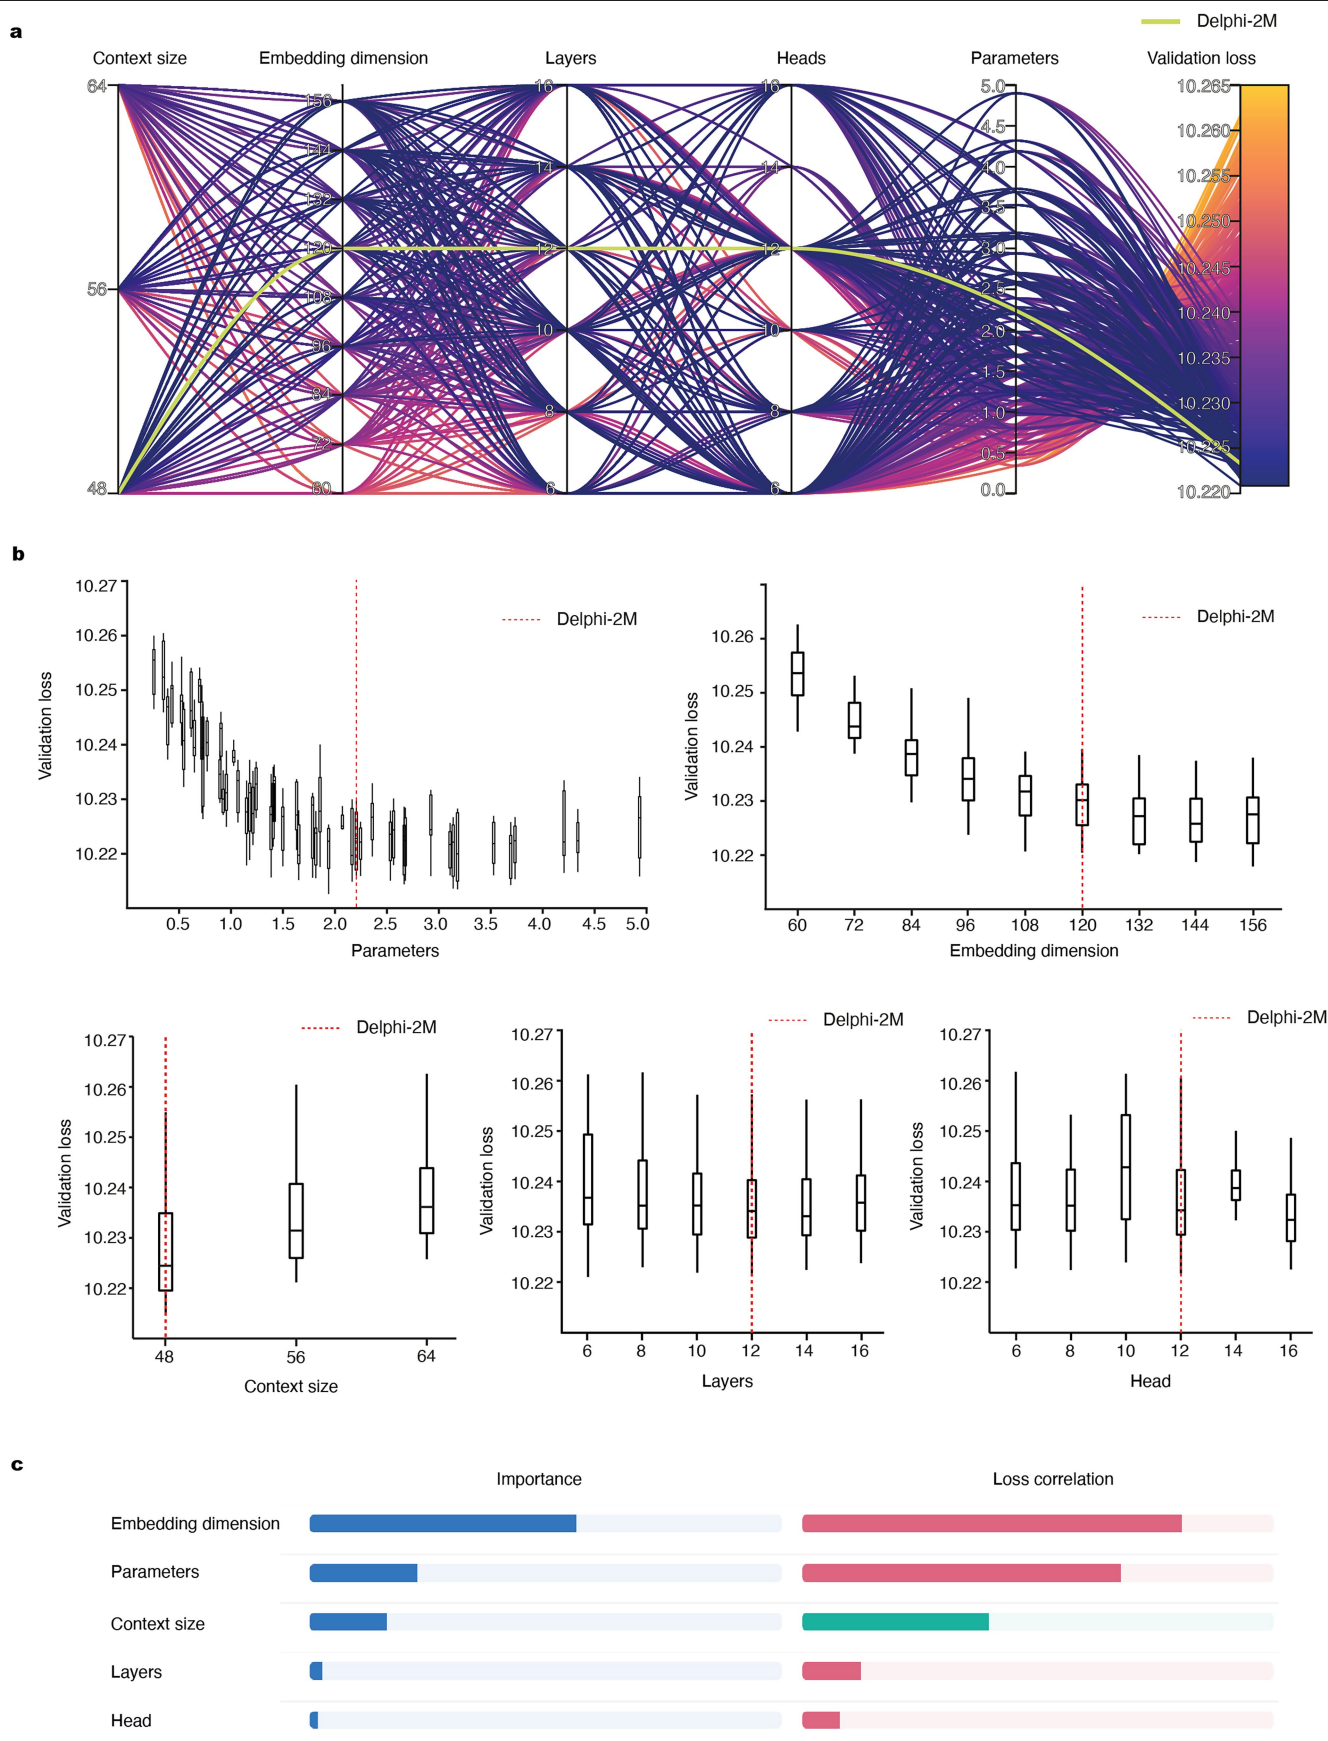 a
Delphi-2M
Context size Embedding dimension Layers Heads Parameters Validation loss
64 56 48
156 144 132 120 108 96 84 72 60
16 14 12 10 8 6
16 14 12 10 8 6
5.0 4.5 4.0 3.5 3.0 2.5 2.0 1.5 1.0 0.5 0.0
10.265 10.260 10.255 10.250 10.245 10.240 10.235 10.230 10.225 10.220
b
Delphi-2M
Validation loss
10.27 10.26 10.25 10.24 10.23 10.22
0.5 1.0 1.5 2.0 2.5 3.0 3.5 4.0 4.5 5.0
Parameters
Delphi-2M
Validation loss
10.26 10.25 10.24 10.23 10.22
60 72 84 96 108 120 132 144 156
Embedding dimension
Delphi-2M
Validation loss
10.27 10.26 10.25 10.24 10.23 10.22
48 56 64
Context size
Delphi-2M
Validation loss
10.27 10.26 10.25 10.24 10.23 10.22
6 8 10 12 14 16
Layers
Delphi-2M
Validation loss
10.27 10.26 10.25 10.24 10.23 10.22
6 8 10 12 14 16
Head
c
Importance Loss correlation
Embedding dimension
Parameters
Context size
Layers
Head